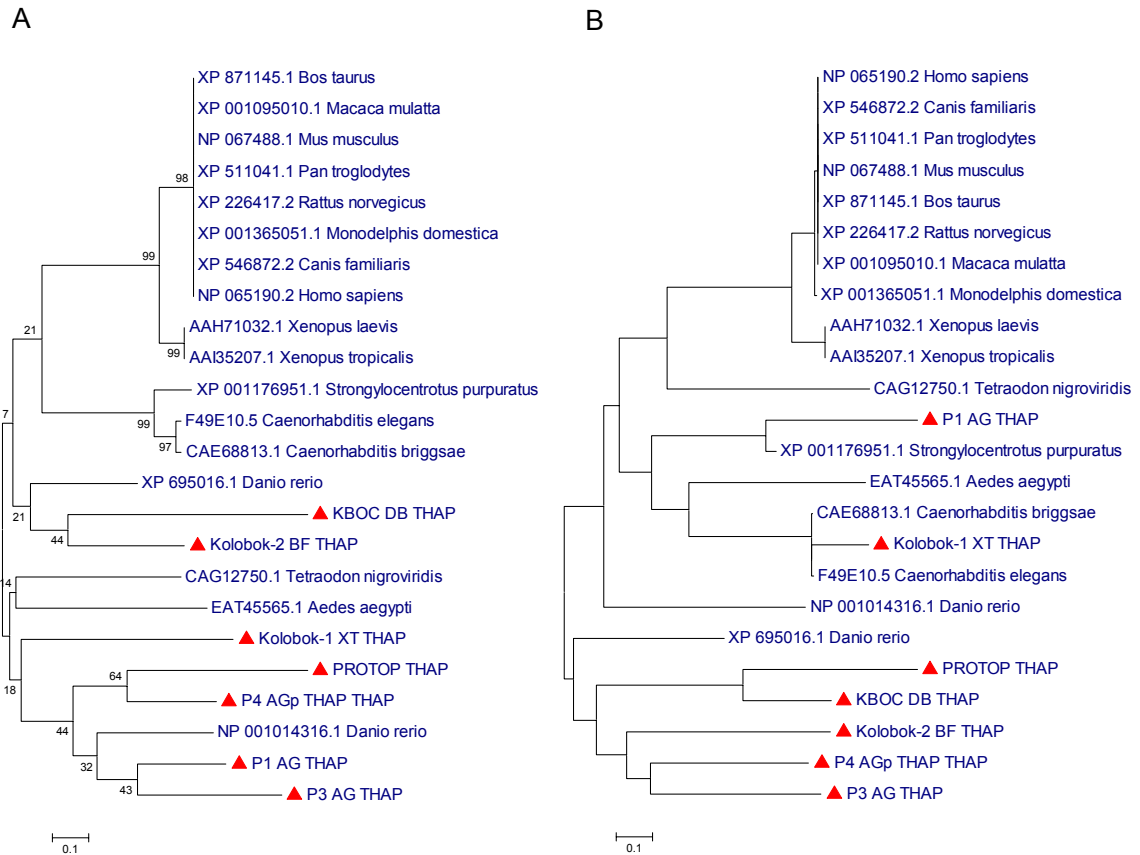 A
XP 871145.1 Bos taurus
XP 001095010.1 Macaca mulatta
NP 067488.1 Mus musculus
XP 511041.1 Pan troglodytes
98
XP 226417.2 Rattus norvegicus
XP 001365051.1 Monodelphis domestica
99
XP 546872.2 Canis familiaris
NP 065190.2 Homo sapiens
21
AAH71032.1 Xenopus laevis
99
AAI35207.1 Xenopus tropicalis
XP 001176951.1 Strongylocentrotus purpuratus
7
99
F49E10.5 Caenorhabditis elegans
97
CAE68813.1 Caenorhabditis briggsae
XP 695016.1 Danio rerio
21
KBOC DB THAP
44
Kolobok-2 BF THAP
14
CAG12750.1 Tetraodon nigroviridis
EAT45565.1 Aedes aegypti
Kolobok-1 XT THAP
18
64
PROTOP THAP
P4 AGp THAP THAP
44
NP 001014316.1 Danio rerio
32
P1 AG THAP
43
P3 AG THAP
0.1
B
NP 065190.2 Homo sapiens
XP 546872.2 Canis familiaris
XP 511041.1 Pan troglodytes
NP 067488.1 Mus musculus
XP 871145.1 Bos taurus
XP 226417.2 Rattus norvegicus
XP 001095010.1 Macaca mulatta
XP 001365051.1 Monodelphis domestica
AAH71032.1 Xenopus laevis
AAI35207.1 Xenopus tropicalis
CAG12750.1 Tetraodon nigroviridis
P1 AG THAP
XP 001176951.1 Strongylocentrotus purpuratus
EAT45565.1 Aedes aegypti
CAE68813.1 Caenorhabditis briggsae
Kolobok-1 XT THAP
F49E10.5 Caenorhabditis elegans
NP 001014316.1 Danio rerio
XP 695016.1 Danio rerio
PROTOP THAP
KBOC DB THAP
Kolobok-2 BF THAP
P4 AGp THAP THAP
P3 AG THAP
0.1